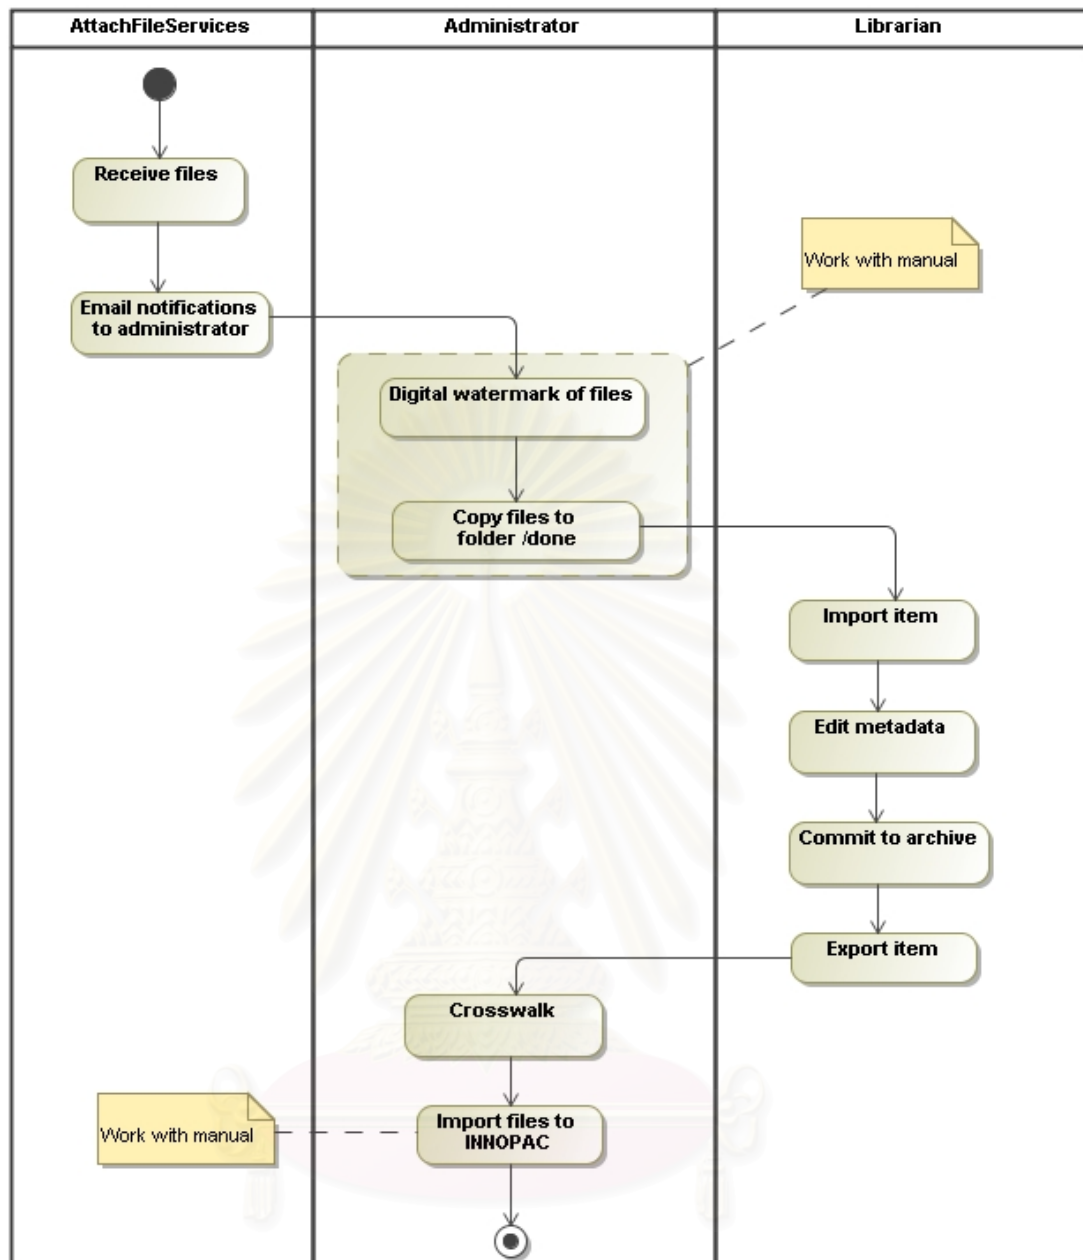 AttachFileServices
Administrator
Librarian
Receive files
Work with manual
Email notifications
to administrator
Digital watermark of files
Copy files to
folder /done
Import item
Edit metadata
Commit to archive
Export item
Crosswalk
Import files to
INNOPAC
Work with manual